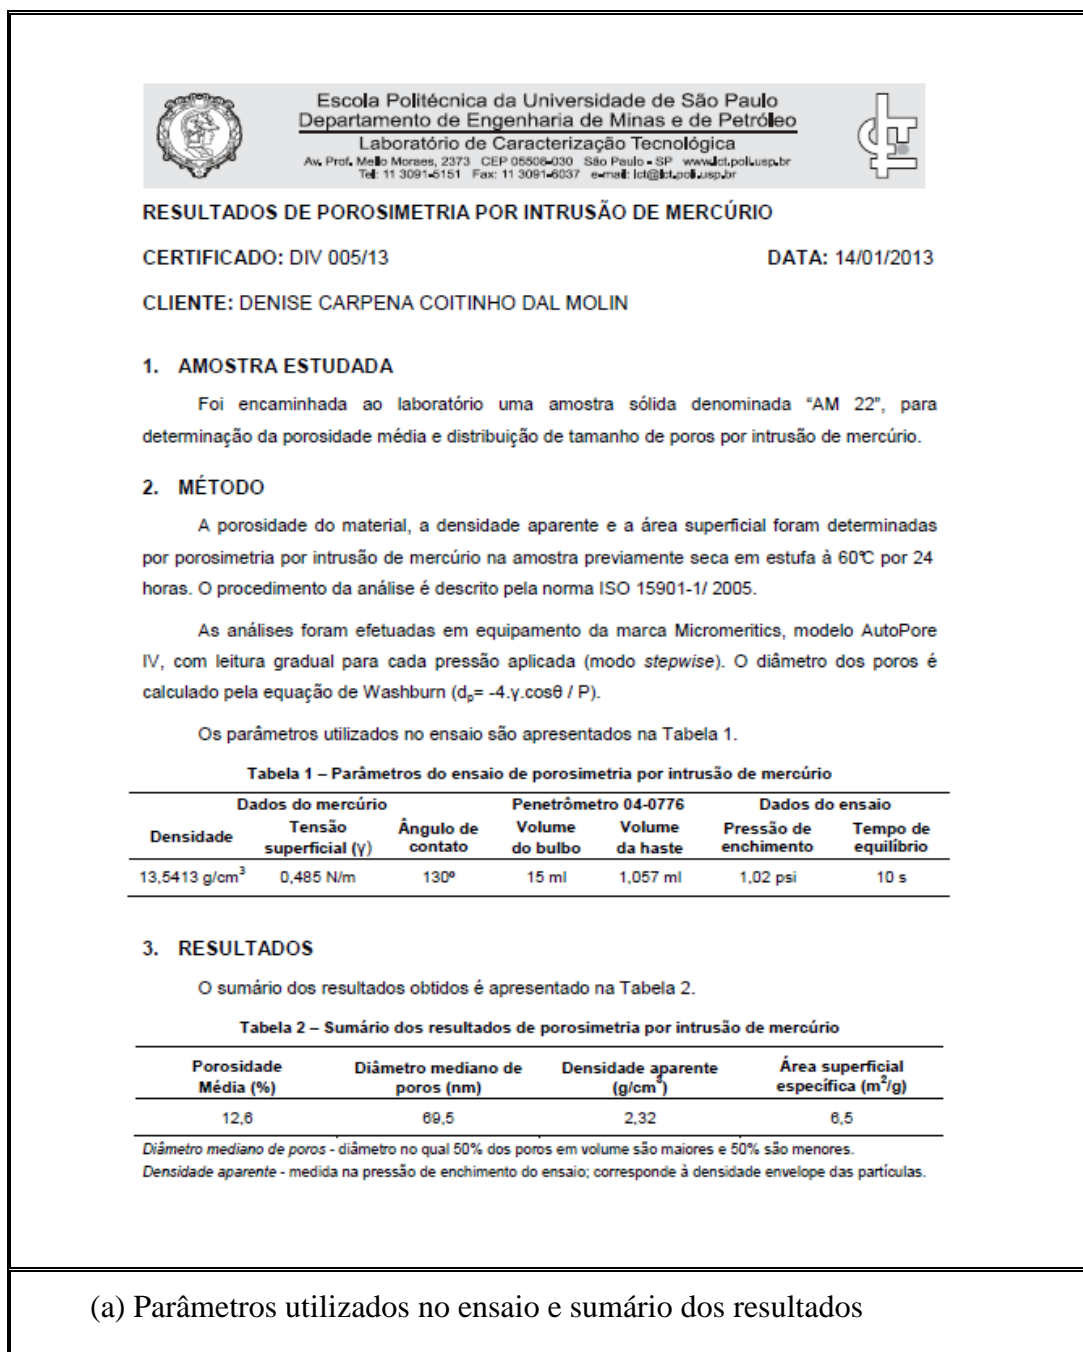 Escola Politécnica da Universidade de São Paulo
Departamento de Engenharia de Minas e de Petróleo
Laboratório de Caracterização Tecnológica
Av. Prof. Mello Moraes, 2373 CEP 05508-030 São Paulo - SP www.lct.poli.usp.br
Tel: 11 3091-5151 Fax: 11 3091-6037 e-mail: lct@lct.poli.usp.br
RESULTADOS DE POROSIMETRIA POR INTRUSÃO DE MERCÚRIO
CERTIFICADO: DIV 005/13 DATA: 14/01/2013
CLIENTE: DENISE CARPENA COITINHO DAL MOLIN
1. AMOSTRA ESTUDADA
Foi encaminhada ao laboratório uma amostra sólida denominada “AM 22”, para
determinação da porosidade média e distribuição de tamanho de poros por intrusão de mercúrio.
2. MÉTODO
A porosidade do material, a densidade aparente e a área superficial foram determinadas
por porosimetria por intrusão de mercúrio na amostra previamente seca em estufa à 60°C por 24
horas. O procedimento da análise é descrito pela norma ISO 15901-1/ 2005.
As análises foram efetuadas em equipamento da marca Micromeritics, modelo AutoPore
IV, com leitura gradual para cada pressão aplicada (modo stepwise). O diâmetro dos poros é
calculado pela equação de Washburn (dₚ= -4.γ.cosθ / P).
Os parâmetros utilizados no ensaio são apresentados na Tabela 1.
Tabela 1 – Parâmetros do ensaio de porosimetria por intrusão de mercúrio
Dados do mercúrio Penetrômetro 04-0776 Dados do ensaio
Densidade Tensão superficial (γ) Ângulo de contato Volume do bulbo Volume da haste Pressão de enchimento Tempo de equilíbrio
13,5413 g/cm³ 0,485 N/m 130º 15 ml 1,057 ml 1,02 psi 10 s
3. RESULTADOS
O sumário dos resultados obtidos é apresentado na Tabela 2.
Tabela 2 – Sumário dos resultados de porosimetria por intrusão de mercúrio
Porosidade Média (%) Diâmetro mediano de poros (nm) Densidade aparente (g/cm³) Área superficial específica (m²/g)
12,6 69,5 2,32 6,5
Diâmetro mediano de poros - diâmetro no qual 50% dos poros em volume são maiores e 50% são menores.
Densidade aparente - medida na pressão de enchimento do ensaio; corresponde à densidade envelope das partículas.
(a) Parâmetros utilizados no ensaio e sumário dos resultados